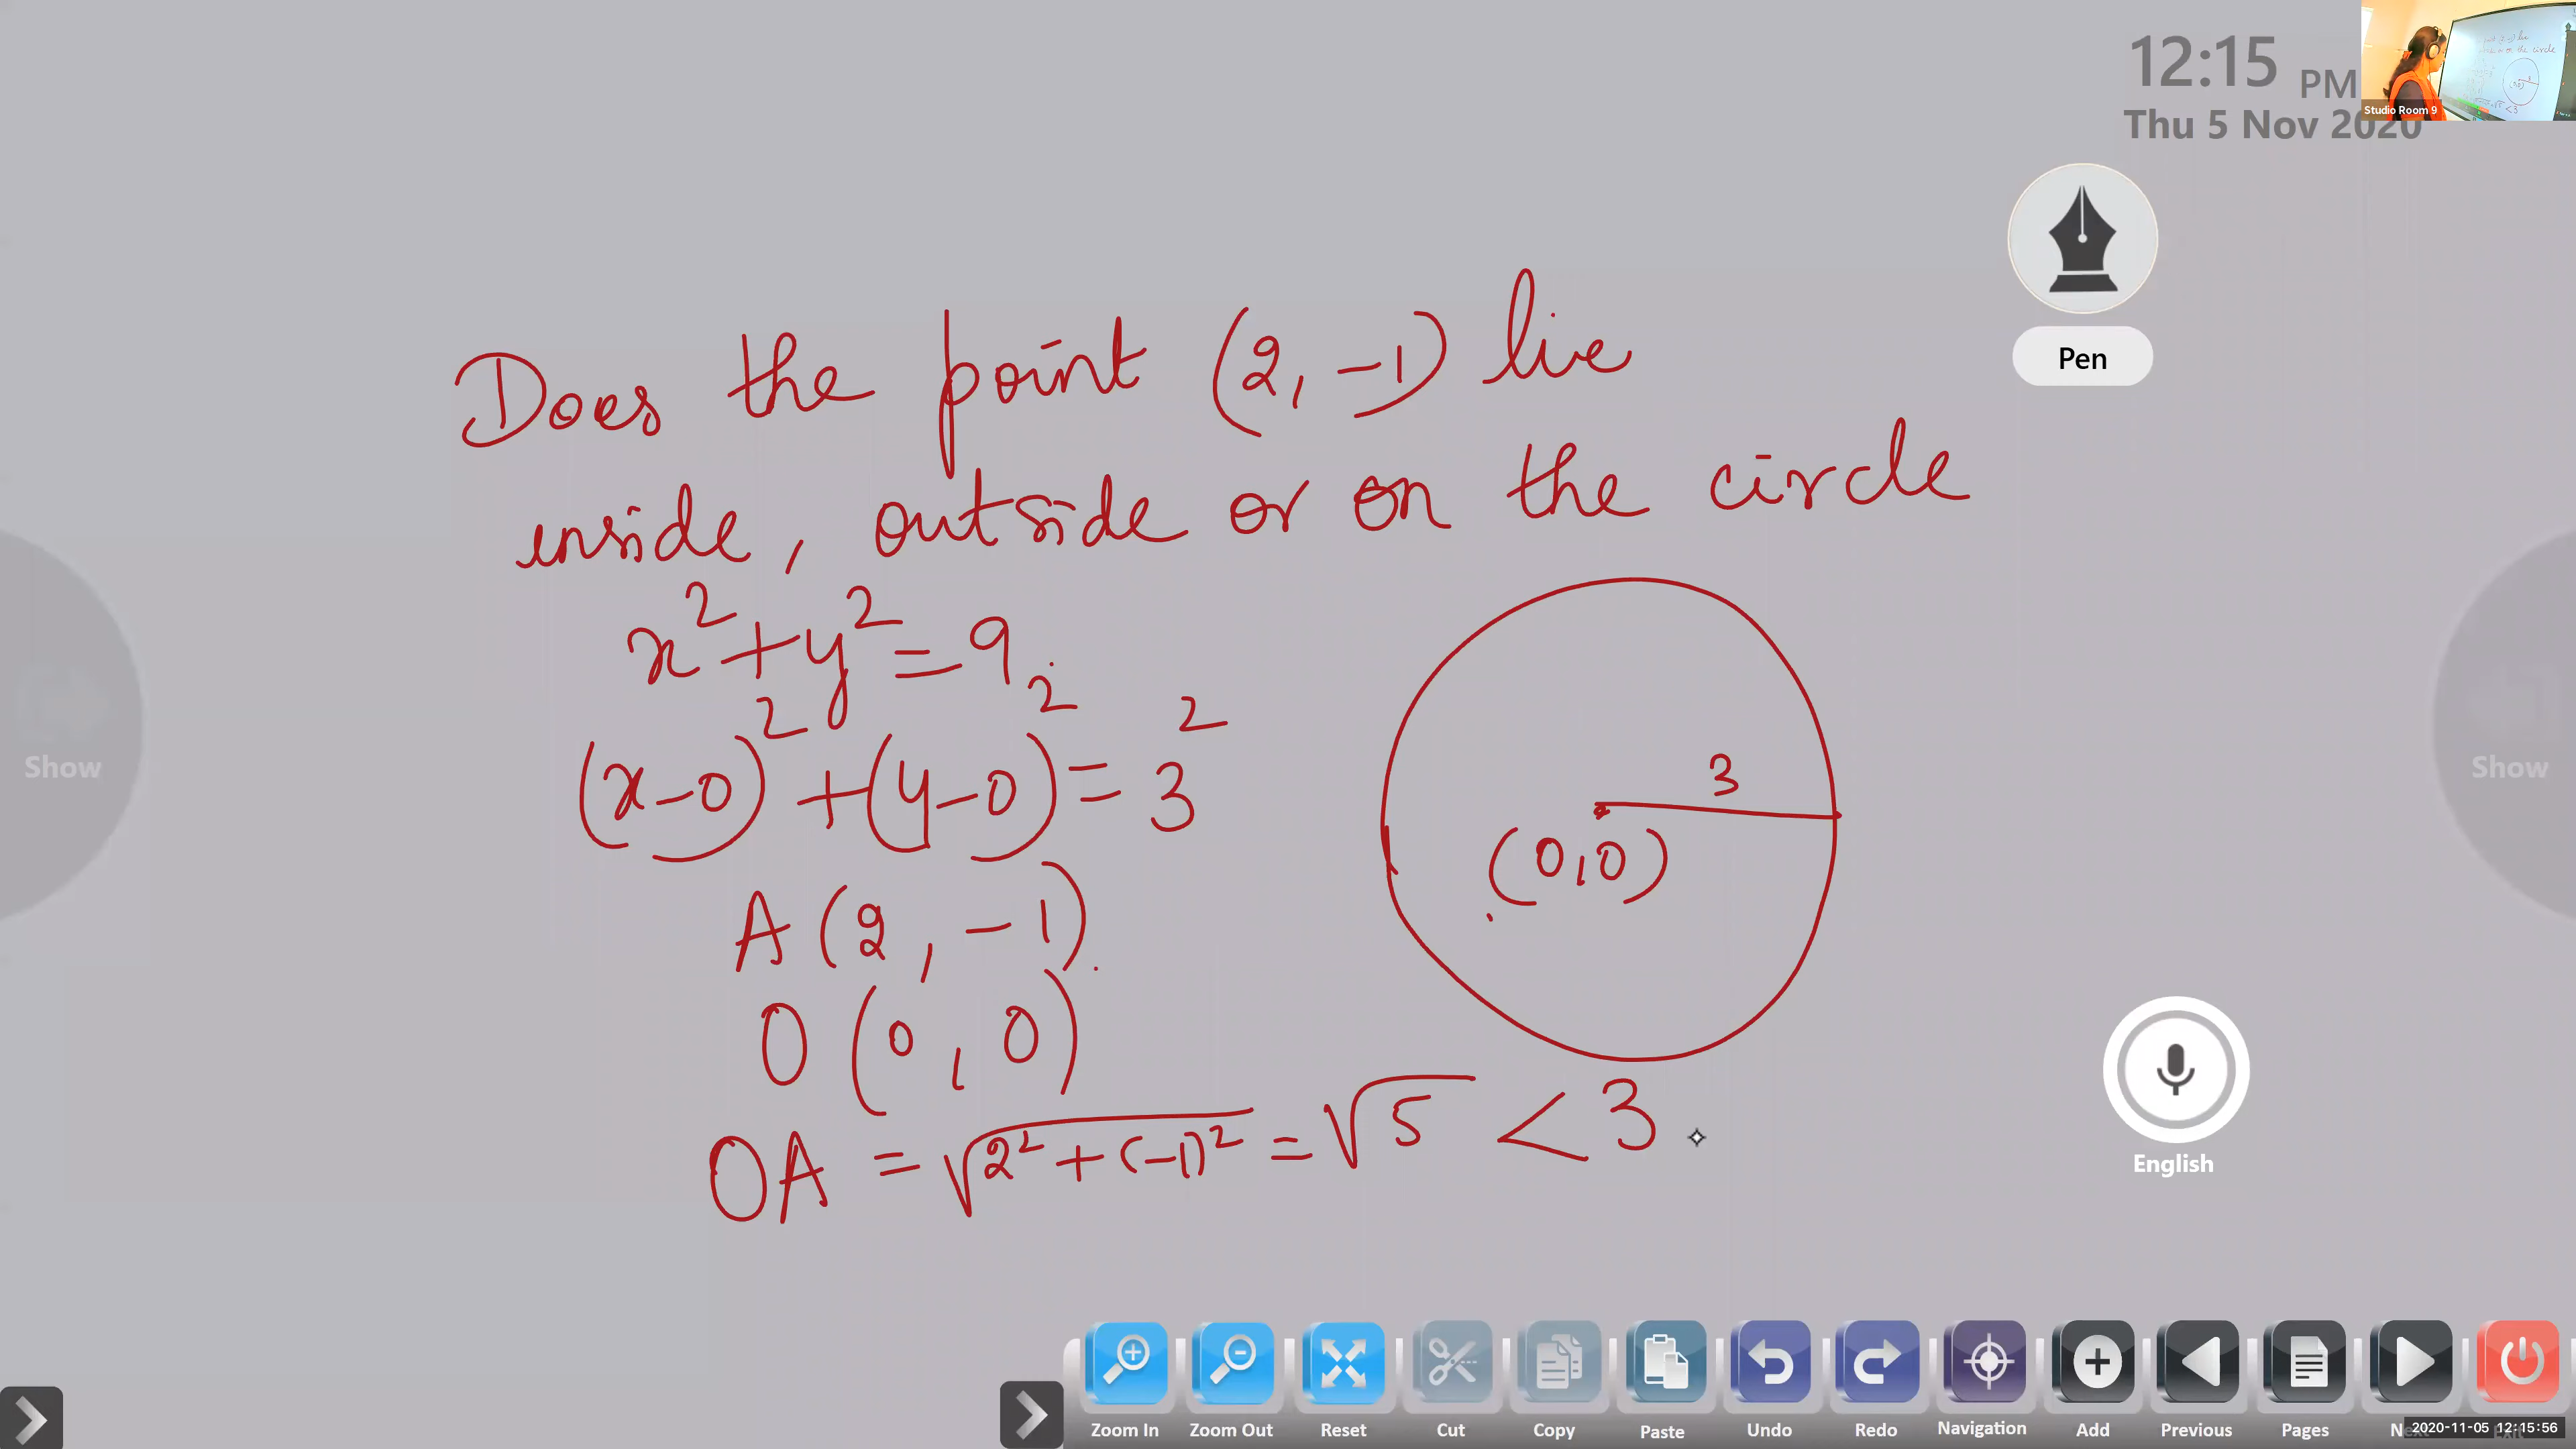 12:15 PM
Thu 5 Nov 2020
Studio Room 9
Pen
Does the point (2, -1) lie
inside, outside or on the circle
x² + y² = 9
(x-0)² + (y-0)² = 3²
3
(0,0)
A (2, -1)
O (0, 0)
OA = √(2² + (-1)²) = √5 < 3
Show
Show
English
Zoom In
Zoom Out
Reset
Cut
Copy
Paste
Undo
Redo
Navigation
Add
Previous
Pages
2020-11-05 12:15:56